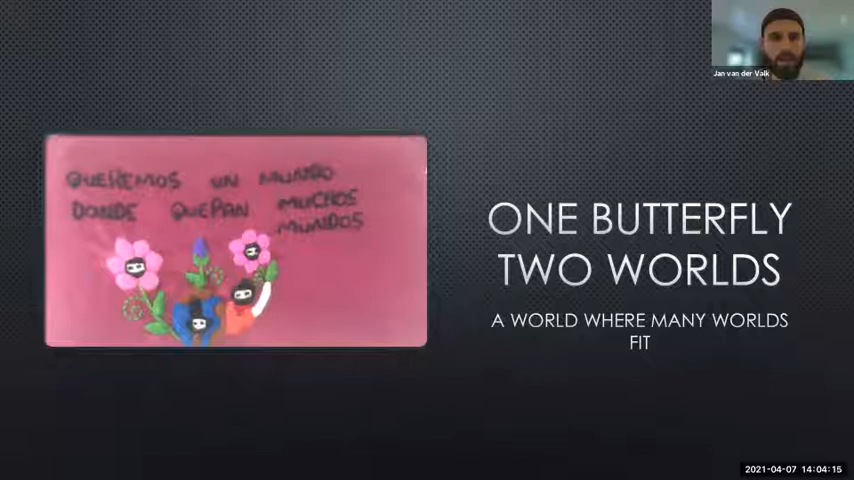 Jan van der Valk
QUEREMOS UN MUNDO
DONDE QUEPAN MUCHOS
MUNDOS
ONE BUTTERFLY
TWO WORLDS
A WORLD WHERE MANY WORLDS
FIT
2021-04-07 14:04:15